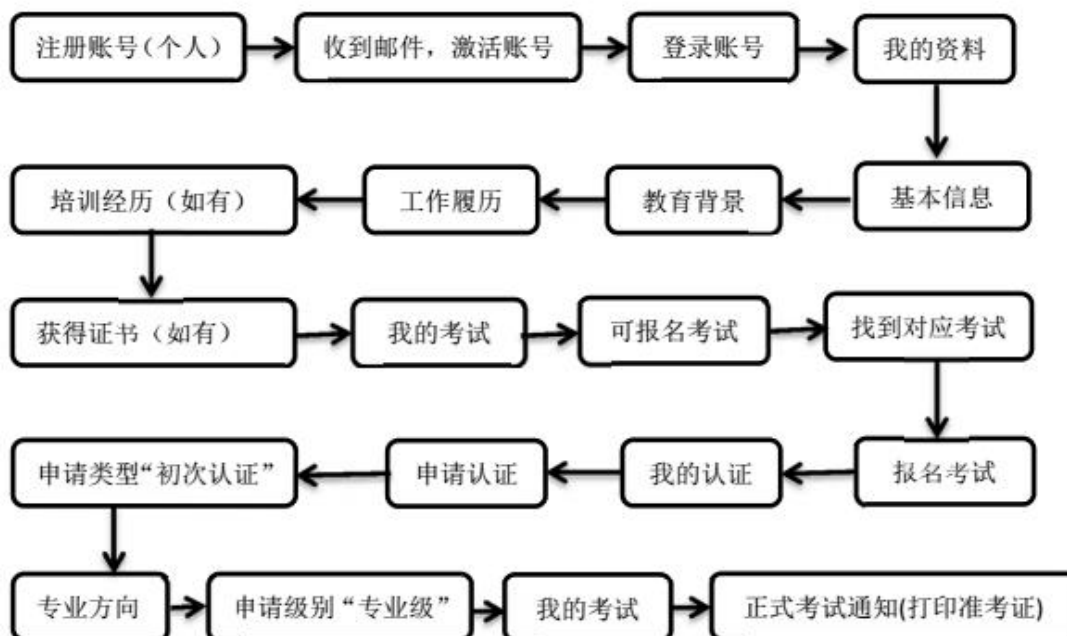 注册账号(个人)
收到邮件，激活账号
登录账号
我的资料
基本信息
教育背景
工作履历
培训经历（如有）
获得证书（如有）
我的考试
可报名考试
找到对应考试
报名考试
我的认证
申请认证
申请类型“初次认证”
专业方向
申请级别“专业级”
我的考试
正式考试通知(打印准考证)